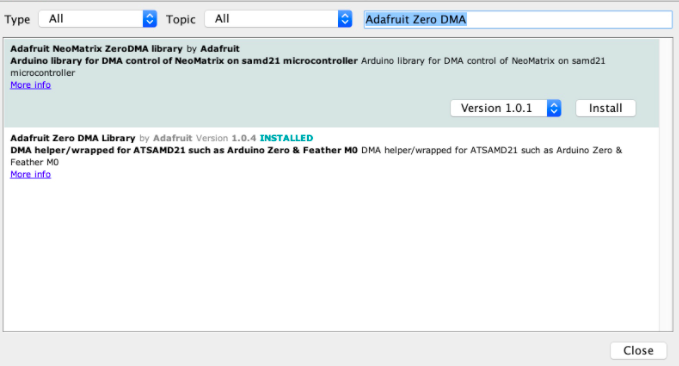 Type All Topic All Adafruit Zero DMA
Adafruit NeoMatrix ZeroDMA library by Adafruit
Arduino library for DMA control of NeoMatrix on samd21 microcontroller Arduino library for DMA control of NeoMatrix on samd21
microcontroller
More info
Version 1.0.1 Install
Adafruit Zero DMA Library by Adafruit Version 1.0.4 INSTALLED
DMA helper/wrapped for ATSAMD21 such as Arduino Zero & Feather M0 DMA helper/wrapped for ATSAMD21 such as Arduino Zero &
Feather M0
More info
Close